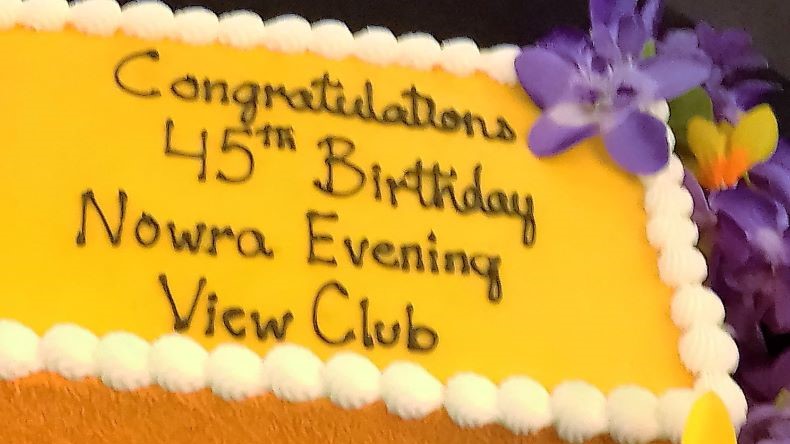 Congratulations
45TH Birthday
Nowra Evening
View Club